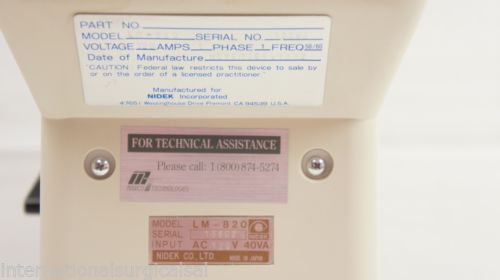 PART NO.
MODEL SERIAL NO.
VOLTAGE AMPS PHASE 1 FREQ 50/60
Date of Manufacture
"CAUTION: Federal law restricts this device to sale by
or on the order of a licensed practitioner."
Manufactured for
NIDEK Incorporated
47651 Westinghouse Drive Fremont CA 94539 U.S.A.
FOR TECHNICAL ASSISTANCE
Please call: 1 (800) 874-5274
MARCO TECHNOLOGIES
MODEL LM-820
SERIAL
INPUT AC V 40VA
NIDEK CO., LTD. MADE IN JAPAN
internationalsurgicalsales